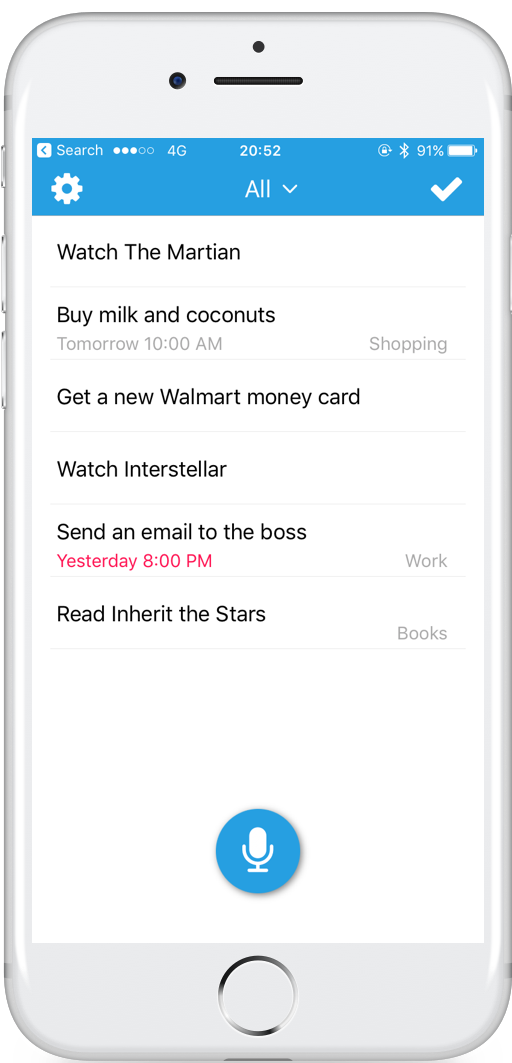 Search 4G 20:52 91%
All
Watch The Martian
Buy milk and coconuts
Tomorrow 10:00 AM Shopping
Get a new Walmart money card
Watch Interstellar
Send an email to the boss
Yesterday 8:00 PM Work
Read Inherit the Stars
Books